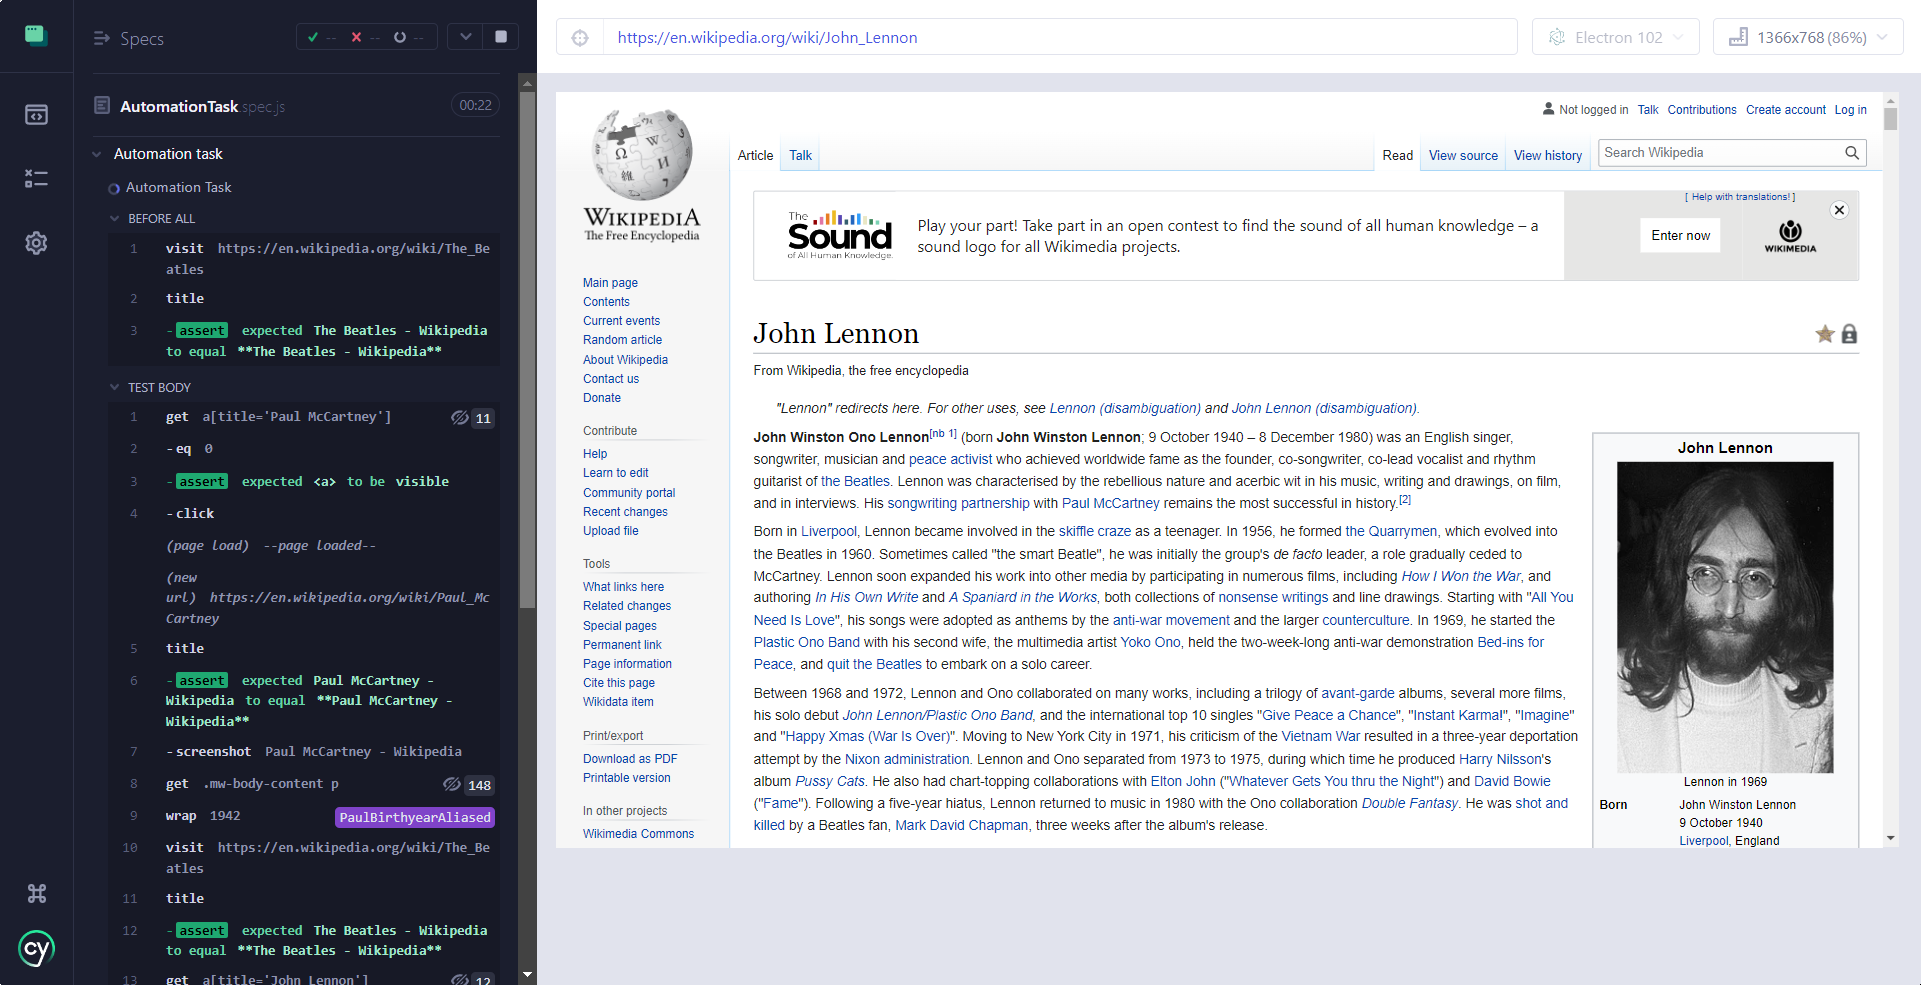 Specs
-- -- --
AutomationTask.spec.js 00:22
Automation task
Automation Task
BEFORE ALL
1 visit https://en.wikipedia.org/wiki/The_Be
atles
2 title
3 -assert expected The Beatles - Wikipedia
to equal **The Beatles - Wikipedia**
TEST BODY
1 get a[title='Paul McCartney'] 11
2 -eq 0
3 -assert expected <a> to be visible
4 -click
(page load) --page loaded--
(new
url) https://en.wikipedia.org/wiki/Paul_Mc
Cartney
5 title
6 -assert expected Paul McCartney -
Wikipedia to equal **Paul McCartney -
Wikipedia**
7 -screenshot Paul McCartney - Wikipedia
8 get .mw-body-content p 148
9 wrap 1942 PaulBirthyearAliased
10 visit https://en.wikipedia.org/wiki/The_Be
atles
11 title
12 -assert expected The Beatles - Wikipedia
to equal **The Beatles - Wikipedia**
13 get a[title='John Lennon'] 12
cy
https://en.wikipedia.org/wiki/John_Lennon
Electron 102
1366x768 (86%)
WIKIPEDIA
The Free Encyclopedia
Main page
Contents
Current events
Random article
About Wikipedia
Contact us
Donate
Contribute
Help
Learn to edit
Community portal
Recent changes
Upload file
Tools
What links here
Related changes
Special pages
Permanent link
Page information
Cite this page
Wikidata item
Print/export
Download as PDF
Printable version
In other projects
Wikimedia Commons
Not logged in Talk Contributions Create account Log in
Article Talk Read View source View history Search Wikipedia
The
Sound
of All Human Knowledge.
Play your part! Take part in an open contest to find the sound of all human knowledge – a
sound logo for all Wikimedia projects.
[ Help with translations! ]
Enter now
WIKIMEDIA
John Lennon
From Wikipedia, the free encyclopedia
"Lennon" redirects here. For other uses, see Lennon (disambiguation) and John Lennon (disambiguation).
John Winston Ono Lennon[nb 1] (born John Winston Lennon; 9 October 1940 – 8 December 1980) was an English singer,
songwriter, musician and peace activist who achieved worldwide fame as the founder, co-songwriter, co-lead vocalist and rhythm
guitarist of the Beatles. Lennon was characterised by the rebellious nature and acerbic wit in his music, writing and drawings, on film,
and in interviews. His songwriting partnership with Paul McCartney remains the most successful in history.[2]
Born in Liverpool, Lennon became involved in the skiffle craze as a teenager. In 1956, he formed the Quarrymen, which evolved into
the Beatles in 1960. Sometimes called "the smart Beatle", he was initially the group's de facto leader, a role gradually ceded to
McCartney. Lennon soon expanded his work into other media by participating in numerous films, including How I Won the War, and
authoring In His Own Write and A Spaniard in the Works, both collections of nonsense writings and line drawings. Starting with "All You
Need Is Love", his songs were adopted as anthems by the anti-war movement and the larger counterculture. In 1969, he started the
Plastic Ono Band with his second wife, the multimedia artist Yoko Ono, held the two-week-long anti-war demonstration Bed-ins for
Peace, and quit the Beatles to embark on a solo career.
Between 1968 and 1972, Lennon and Ono collaborated on many works, including a trilogy of avant-garde albums, several more films,
his solo debut John Lennon/Plastic Ono Band, and the international top 10 singles "Give Peace a Chance", "Instant Karma!", "Imagine"
and "Happy Xmas (War Is Over)". Moving to New York City in 1971, his criticism of the Vietnam War resulted in a three-year deportation
attempt by the Nixon administration. Lennon and Ono separated from 1973 to 1975, during which time he produced Harry Nilsson's
album Pussy Cats. He also had chart-topping collaborations with Elton John ("Whatever Gets You thru the Night") and David Bowie
("Fame"). Following a five-year hiatus, Lennon returned to music in 1980 with the Ono collaboration Double Fantasy. He was shot and
killed by a Beatles fan, Mark David Chapman, three weeks after the album's release.
John Lennon
Lennon in 1969
Born John Winston Lennon
9 October 1940
Liverpool, England